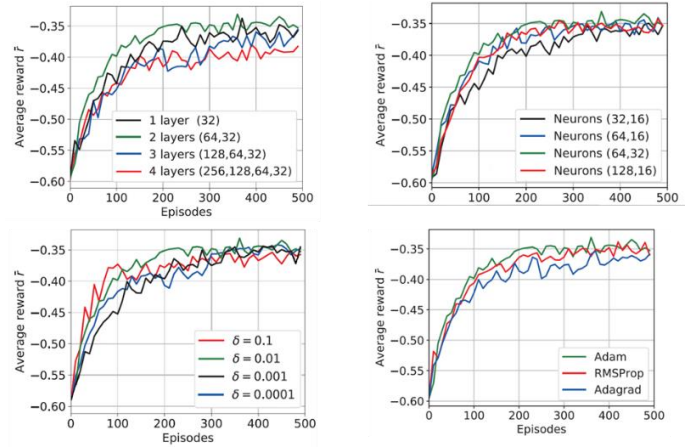 −0.35
−0.40
−0.45
−0.50
−0.55
−0.60
Average reward r̄
1 layer (32)
2 layers (64,32)
3 layers (128,64,32)
4 layers (256,128,64,32)
0 100 200 300 400 500
Episodes
−0.35
−0.40
−0.45
−0.50
−0.55
−0.60
Average reward r̄
Neurons (32,16)
Neurons (64,16)
Neurons (64,32)
Neurons (128,16)
0 100 200 300 400 500
Episodes
−0.35
−0.40
−0.45
−0.50
−0.55
−0.60
Average reward r̄
δ = 0.1
δ = 0.01
δ = 0.001
δ = 0.0001
0 100 200 300 400 500
Episodes
−0.35
−0.40
−0.45
−0.50
−0.55
−0.60
Average reward r̄
Adam
RMSProp
Adagrad
0 100 200 300 400 500
Episodes